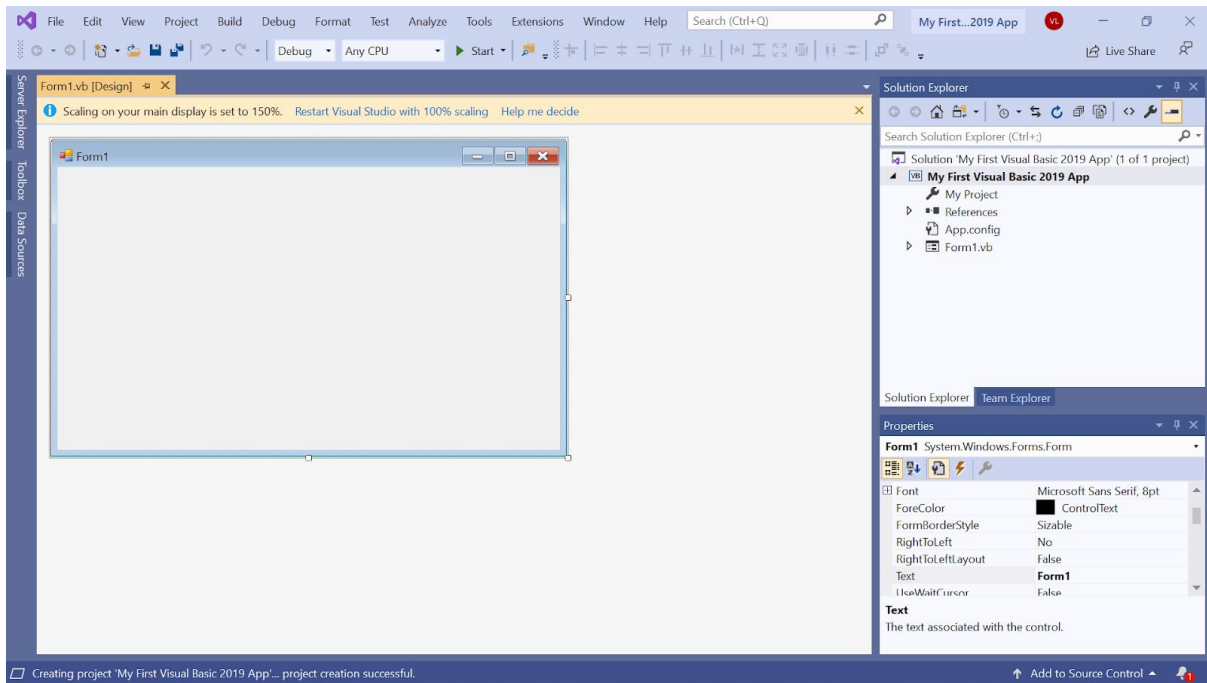 File Edit View Project Build Debug Format Test Analyze Tools Extensions Window Help Search (Ctrl+Q) My First...2019 App VL
Debug Any CPU Start Live Share
Server Explorer
Toolbox
Data Sources
Form1.vb [Design]
Scaling on your main display is set to 150%. Restart Visual Studio with 100% scaling Help me decide
Form1
Solution Explorer
Search Solution Explorer (Ctrl+;)
Solution 'My First Visual Basic 2019 App' (1 of 1 project)
VB My First Visual Basic 2019 App
My Project
References
App.config
Form1.vb
Solution Explorer Team Explorer
Properties
Form1 System.Windows.Forms.Form
Font Microsoft Sans Serif, 8pt
ForeColor ControlText
FormBorderStyle Sizable
RightToLeft No
RightToLeftLayout False
Text Form1
UseWaitCursor False
Text
The text associated with the control.
Creating project 'My First Visual Basic 2019 App'... project creation successful. Add to Source Control 1